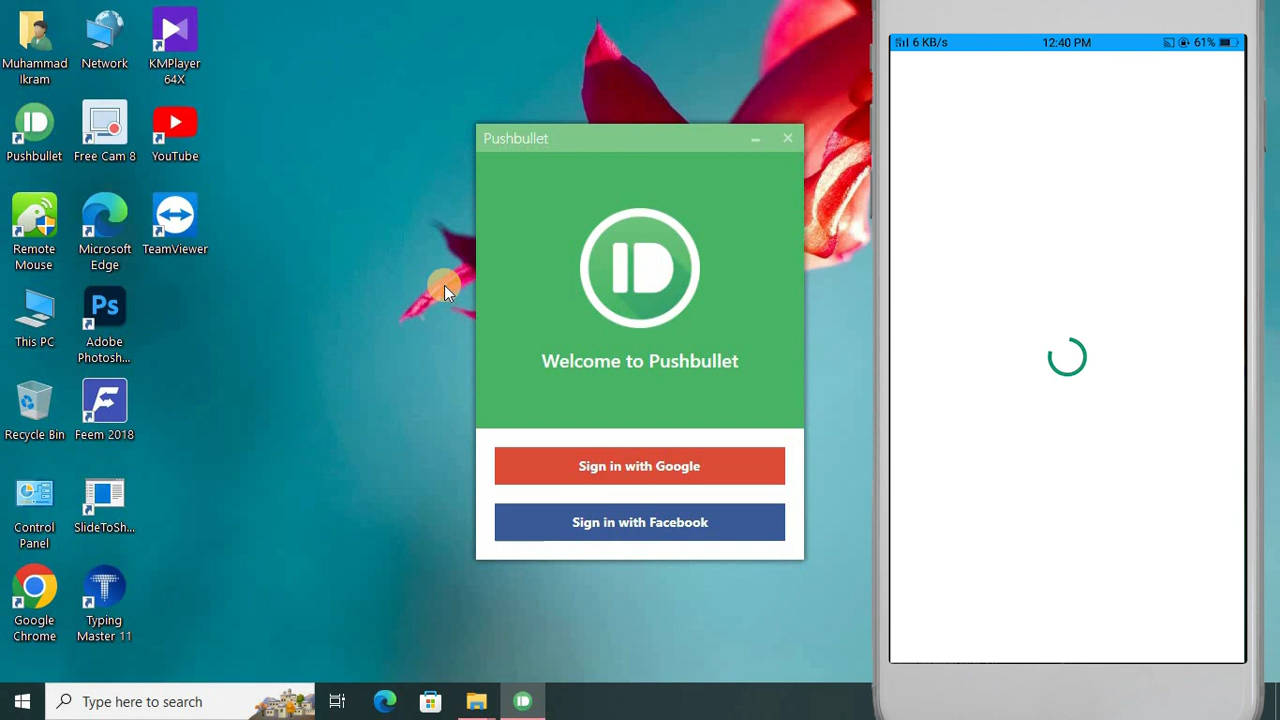 Muhammad
Ikram
Network
KMPlayer
64X
Pushbullet
Free Cam 8
YouTube
Remote
Mouse
Microsoft
Edge
TeamViewer
This PC
Ps
Adobe
Photosh...
Recycle Bin
Feem 2018
Control
Panel
SlideToSh...
Google
Chrome
Typing
Master 11
Pushbullet
Welcome to Pushbullet
Sign in with Google
Sign in with Facebook
6 KB/s
12:40 PM
61%
Type here to search